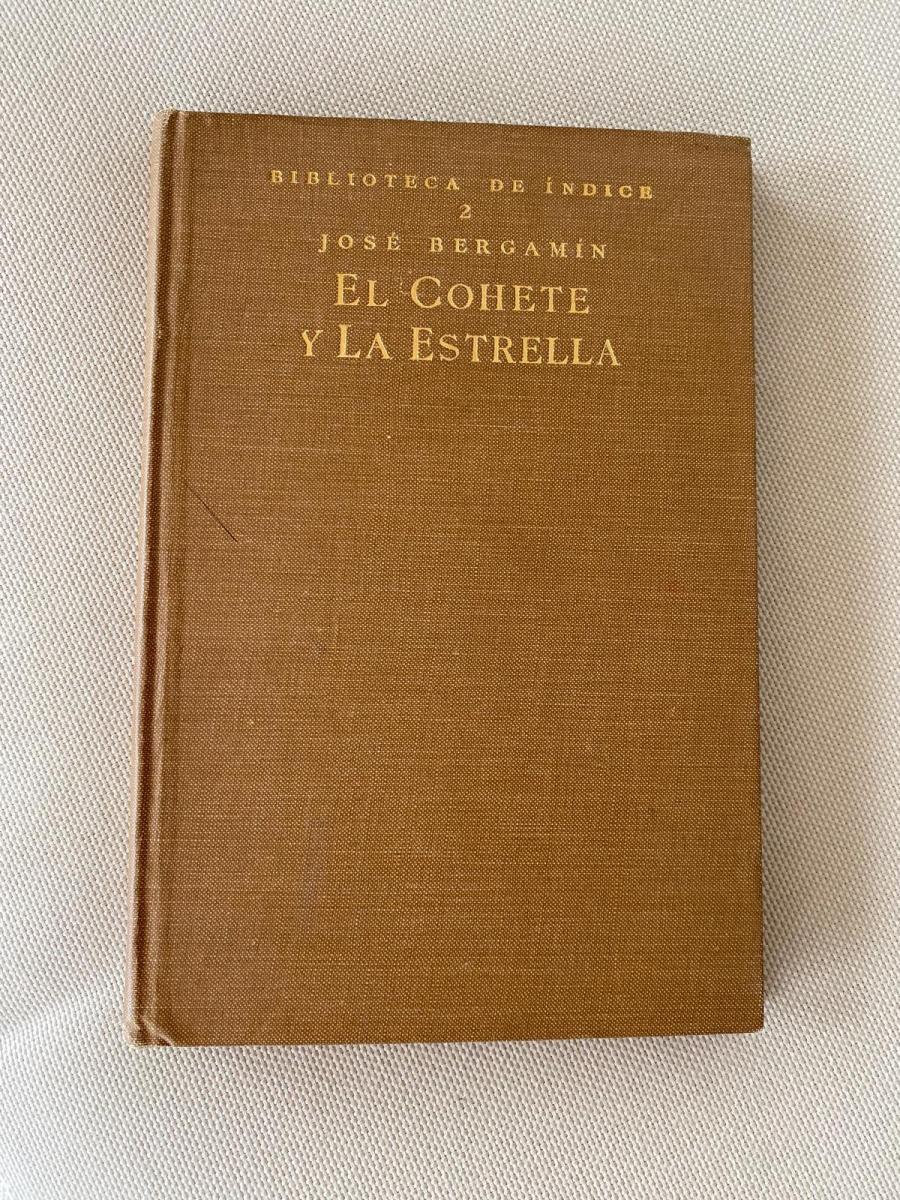 BIBLIOTECA DE ÍNDICE
2
JOSÉ BERGAMÍN
EL COHETE
Y LA ESTRELLA